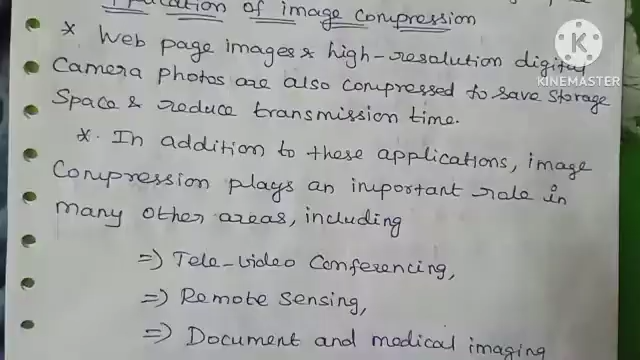 of image compression
* Web page images & high-resolution digital
Camera photos are also compressed to save storage
Space & reduce transmission time.
* In addition to these applications, image
Compression plays an important role in
many other areas, including
=) Tele-video Conferencing,
=) Remote Sensing,
=) Document and medical imaging
K
KINEMASTER